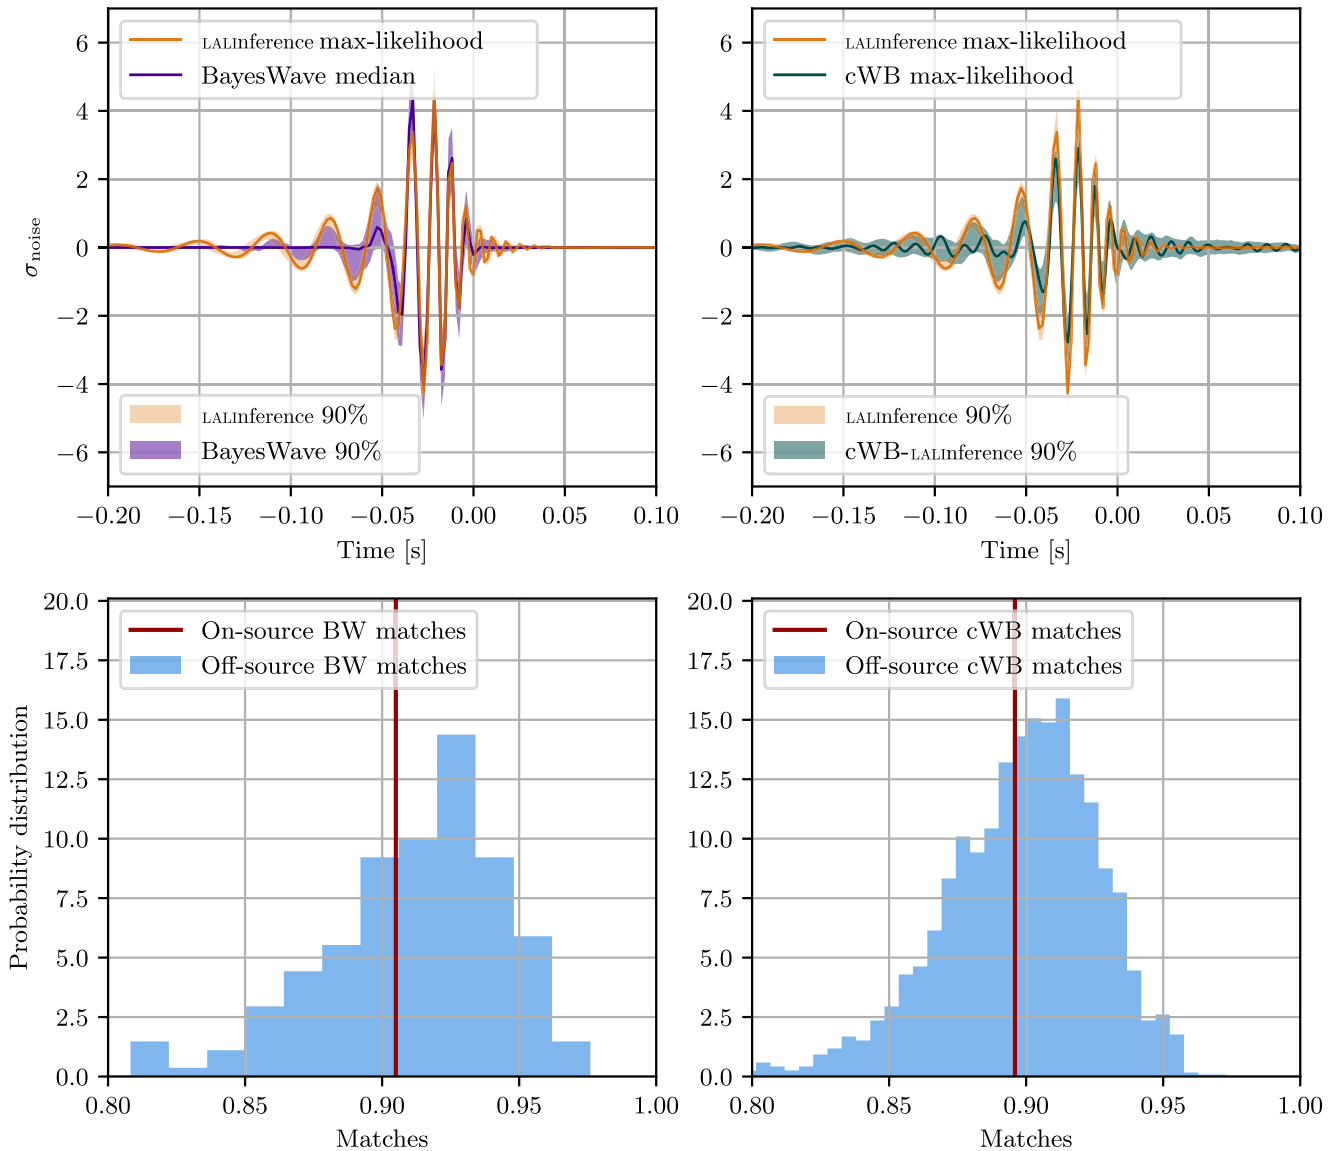 LALInference max-likelihood
BayesWave median
σnoise
6
4
2
0
−2
−4
−6
LALInference 90%
BayesWave 90%
−0.20 −0.15 −0.10 −0.05 0.00 0.05 0.10
Time [s]
LALInference max-likelihood
cWB max-likelihood
6
4
2
0
−2
−4
−6
LALInference 90%
cWB-LALInference 90%
−0.20 −0.15 −0.10 −0.05 0.00 0.05 0.10
Time [s]
On-source BW matches
Off-source BW matches
Probability distribution
20.0
17.5
15.0
12.5
10.0
7.5
5.0
2.5
0.0
0.80 0.85 0.90 0.95 1.00
Matches
On-source cWB matches
Off-source cWB matches
20.0
17.5
15.0
12.5
10.0
7.5
5.0
2.5
0.0
0.80 0.85 0.90 0.95 1.00
Matches